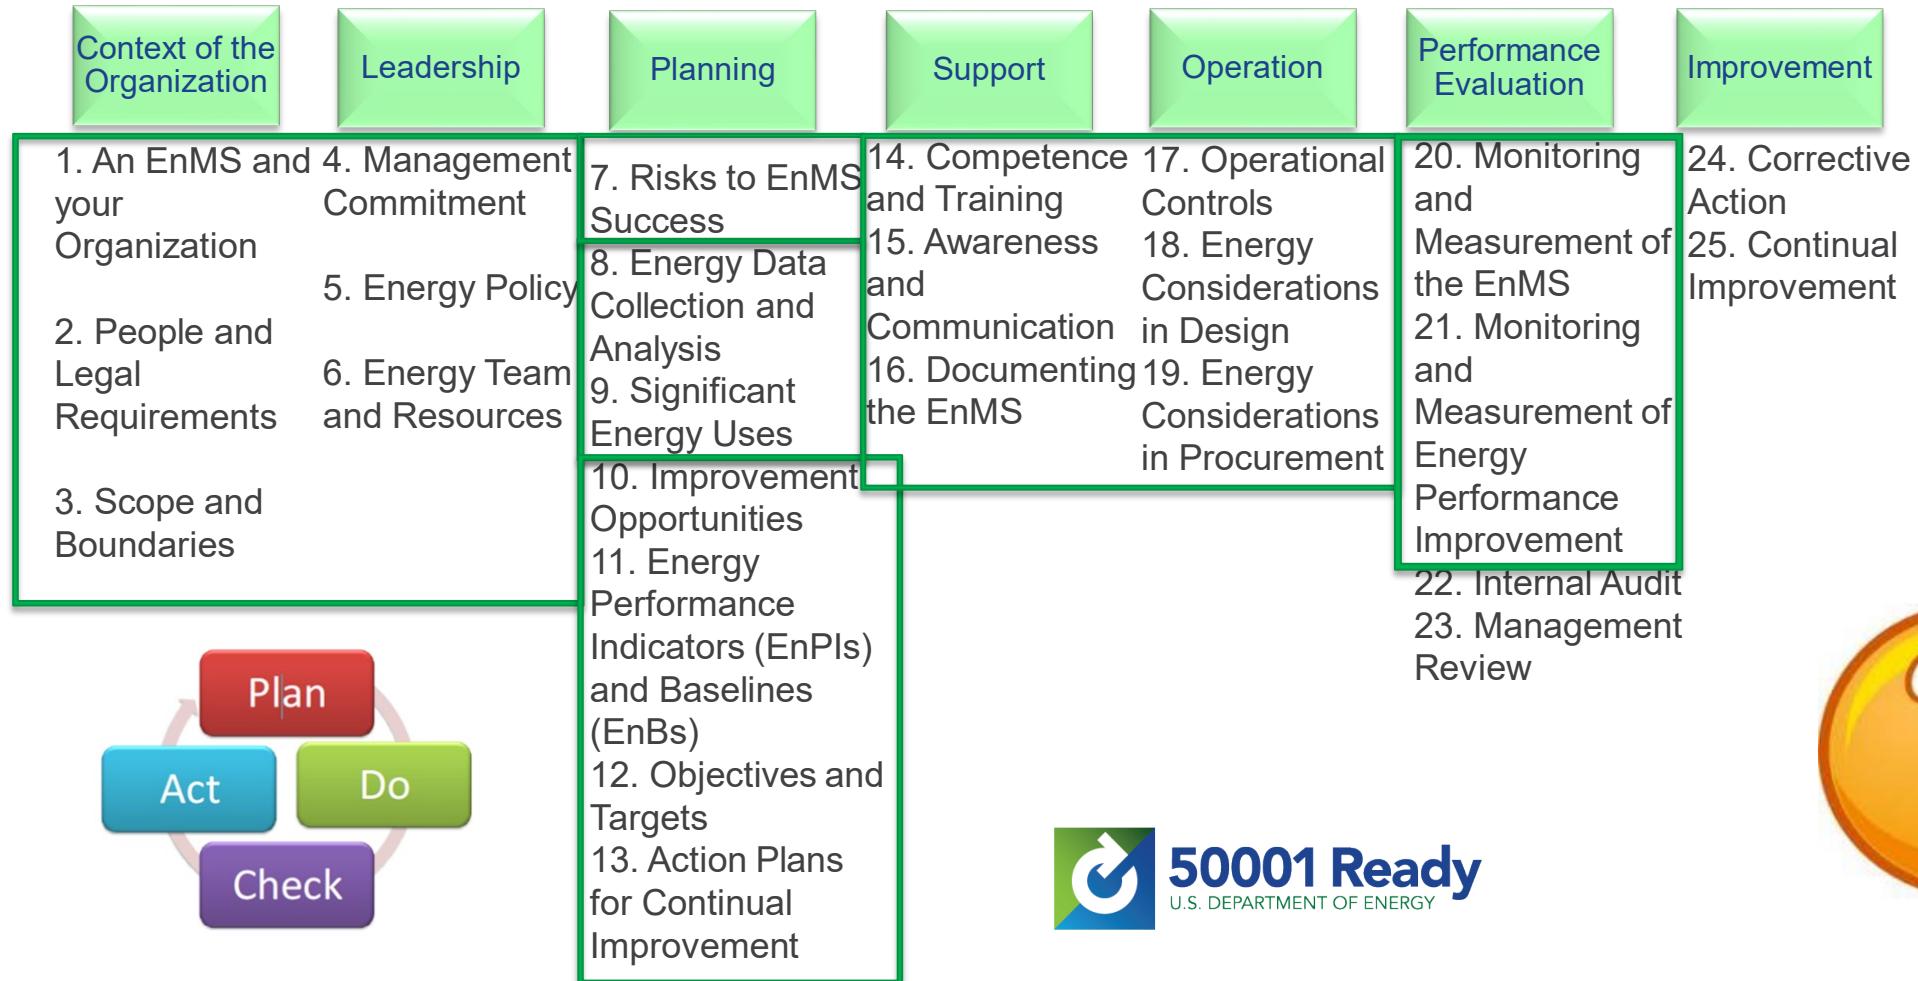 Context of the
Organization
Leadership
Planning
Support
Operation
Performance
Evaluation
Improvement
1. An EnMS and
your
Organization
2. People and
Legal
Requirements
3. Scope and
Boundaries
4. Management
Commitment
5. Energy Policy
6. Energy Team
and Resources
7. Risks to EnMS
Success
8. Energy Data
Collection and
Analysis
9. Significant
Energy Uses
10. Improvement
Opportunities
11. Energy
Performance
Indicators (EnPIs)
and Baselines
(EnBs)
12. Objectives and
Targets
13. Action Plans
for Continual
Improvement
14. Competence
and Training
15. Awareness
and
Communication
16. Documenting
the EnMS
17. Operational
Controls
18. Energy
Considerations
in Design
19. Energy
Considerations
in Procurement
20. Monitoring
and
Measurement of
the EnMS
21. Monitoring
and
Measurement of
Energy
Performance
Improvement
22. Internal Audit
23. Management
Review
24. Corrective
Action
25. Continual
Improvement
Plan
Act
Do
Check
50001 Ready
U.S. DEPARTMENT OF ENERGY